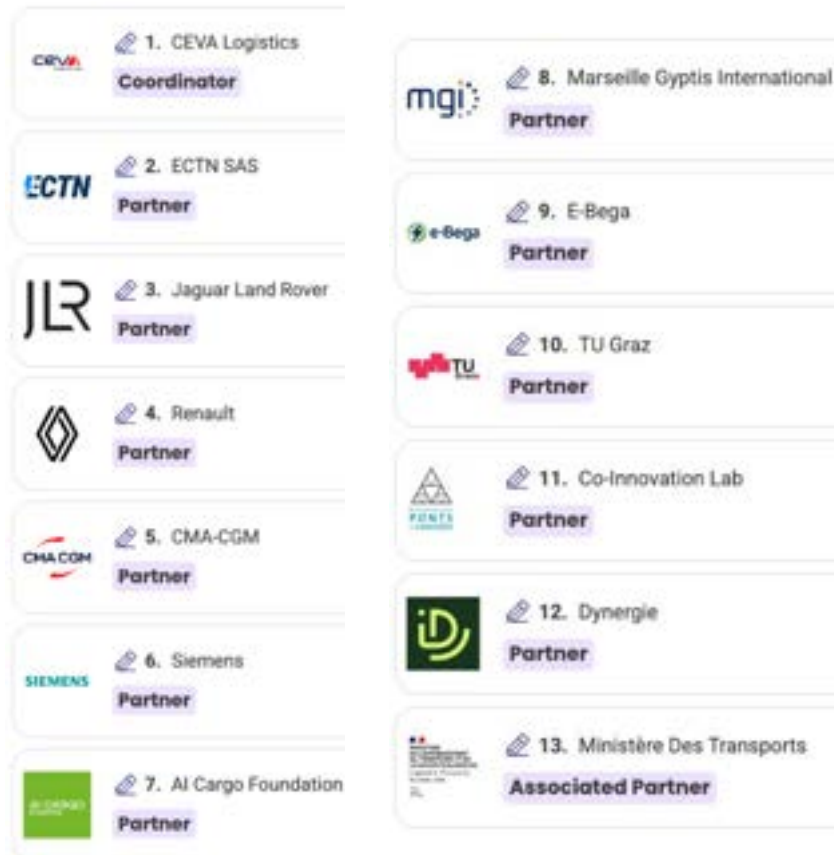 CEVA
1. CEVA Logistics
Coordinator
ECTN
2. ECTN SAS
Partner
JLR
3. Jaguar Land Rover
Partner
4. Renault
Partner
CMA CGM
5. CMA-CGM
Partner
SIEMENS
6. Siemens
Partner
AI CARGO
7. AI Cargo Foundation
Partner
mgi
8. Marseille Gyptis International
Partner
e-Bega
9. E-Bega
Partner
TU
10. TU Graz
Partner
PONTS
11. Co-Innovation Lab
Partner
iD
12. Dynergie
Partner
13. Ministère Des Transports
Associated Partner